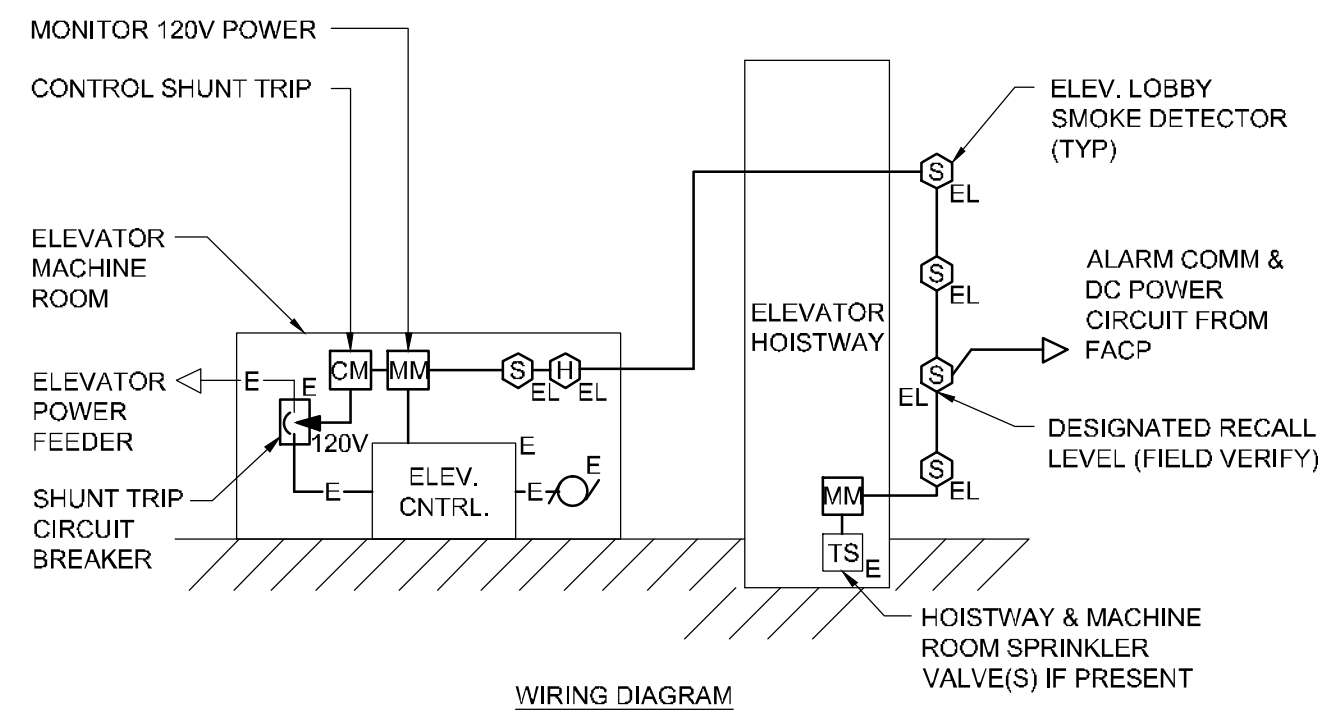 MONITOR 120V POWER
CONTROL SHUNT TRIP
ELEV. LOBBY
SMOKE DETECTOR
(TYP)
S
EL
ELEVATOR
MACHINE
ROOM
S
EL
ALARM COMM &
DC POWER
CIRCUIT FROM
FACP
ELEVATOR
HOISTWAY
CM
MM
S
EL
H
EL
S
EL
ELEVATOR
POWER
FEEDER
E
E
120V
DESIGNATED RECALL
LEVEL (FIELD VERIFY)
E
ELEV.
CNTRL.
E
E
E
SHUNT TRIP
CIRCUIT
BREAKER
S
EL
MM
TS
E
HOISTWAY & MACHINE
ROOM SPRINKLER
VALVE(S) IF PRESENT
WIRING DIAGRAM